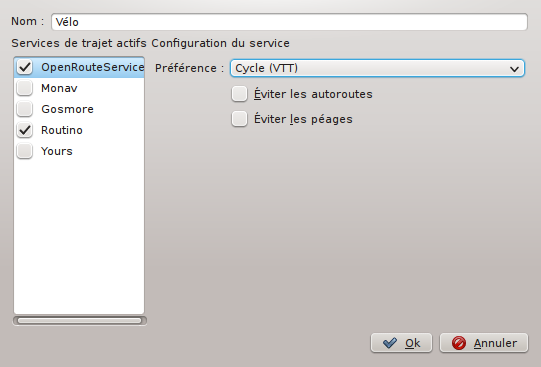 Nom : Vélo
Services de trajet actifs Configuration du service
OpenRouteService
Préférence : Cycle (VTT)
Monav
Éviter les autoroutes
Gosmore
Éviter les péages
Routino
Yours
Ok Annuler